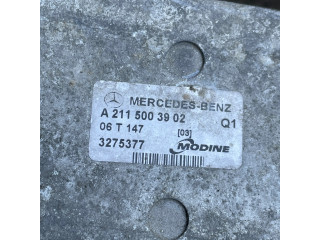 MERCEDES-BENZ
A 211 500 39 02 Q1
06 T 147 [03]
3275377 MODINE